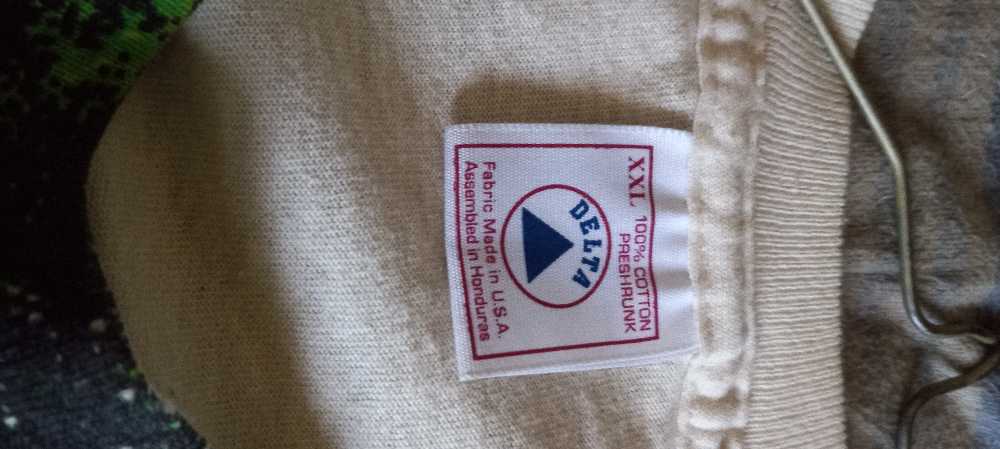 XXL 100% COTTON
PRESHRUNK
DELTA
Fabric Made in U.S.A.
Assembled in Honduras